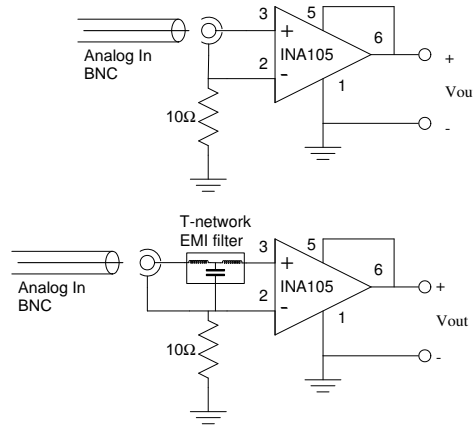 Analog In
BNC
3
+
2
-
10Ω
5
INA105
1
6
+
Vou
-
T-network
EMI filter
Analog In
BNC
3
+
2
-
10Ω
5
INA105
1
6
+
Vout
-